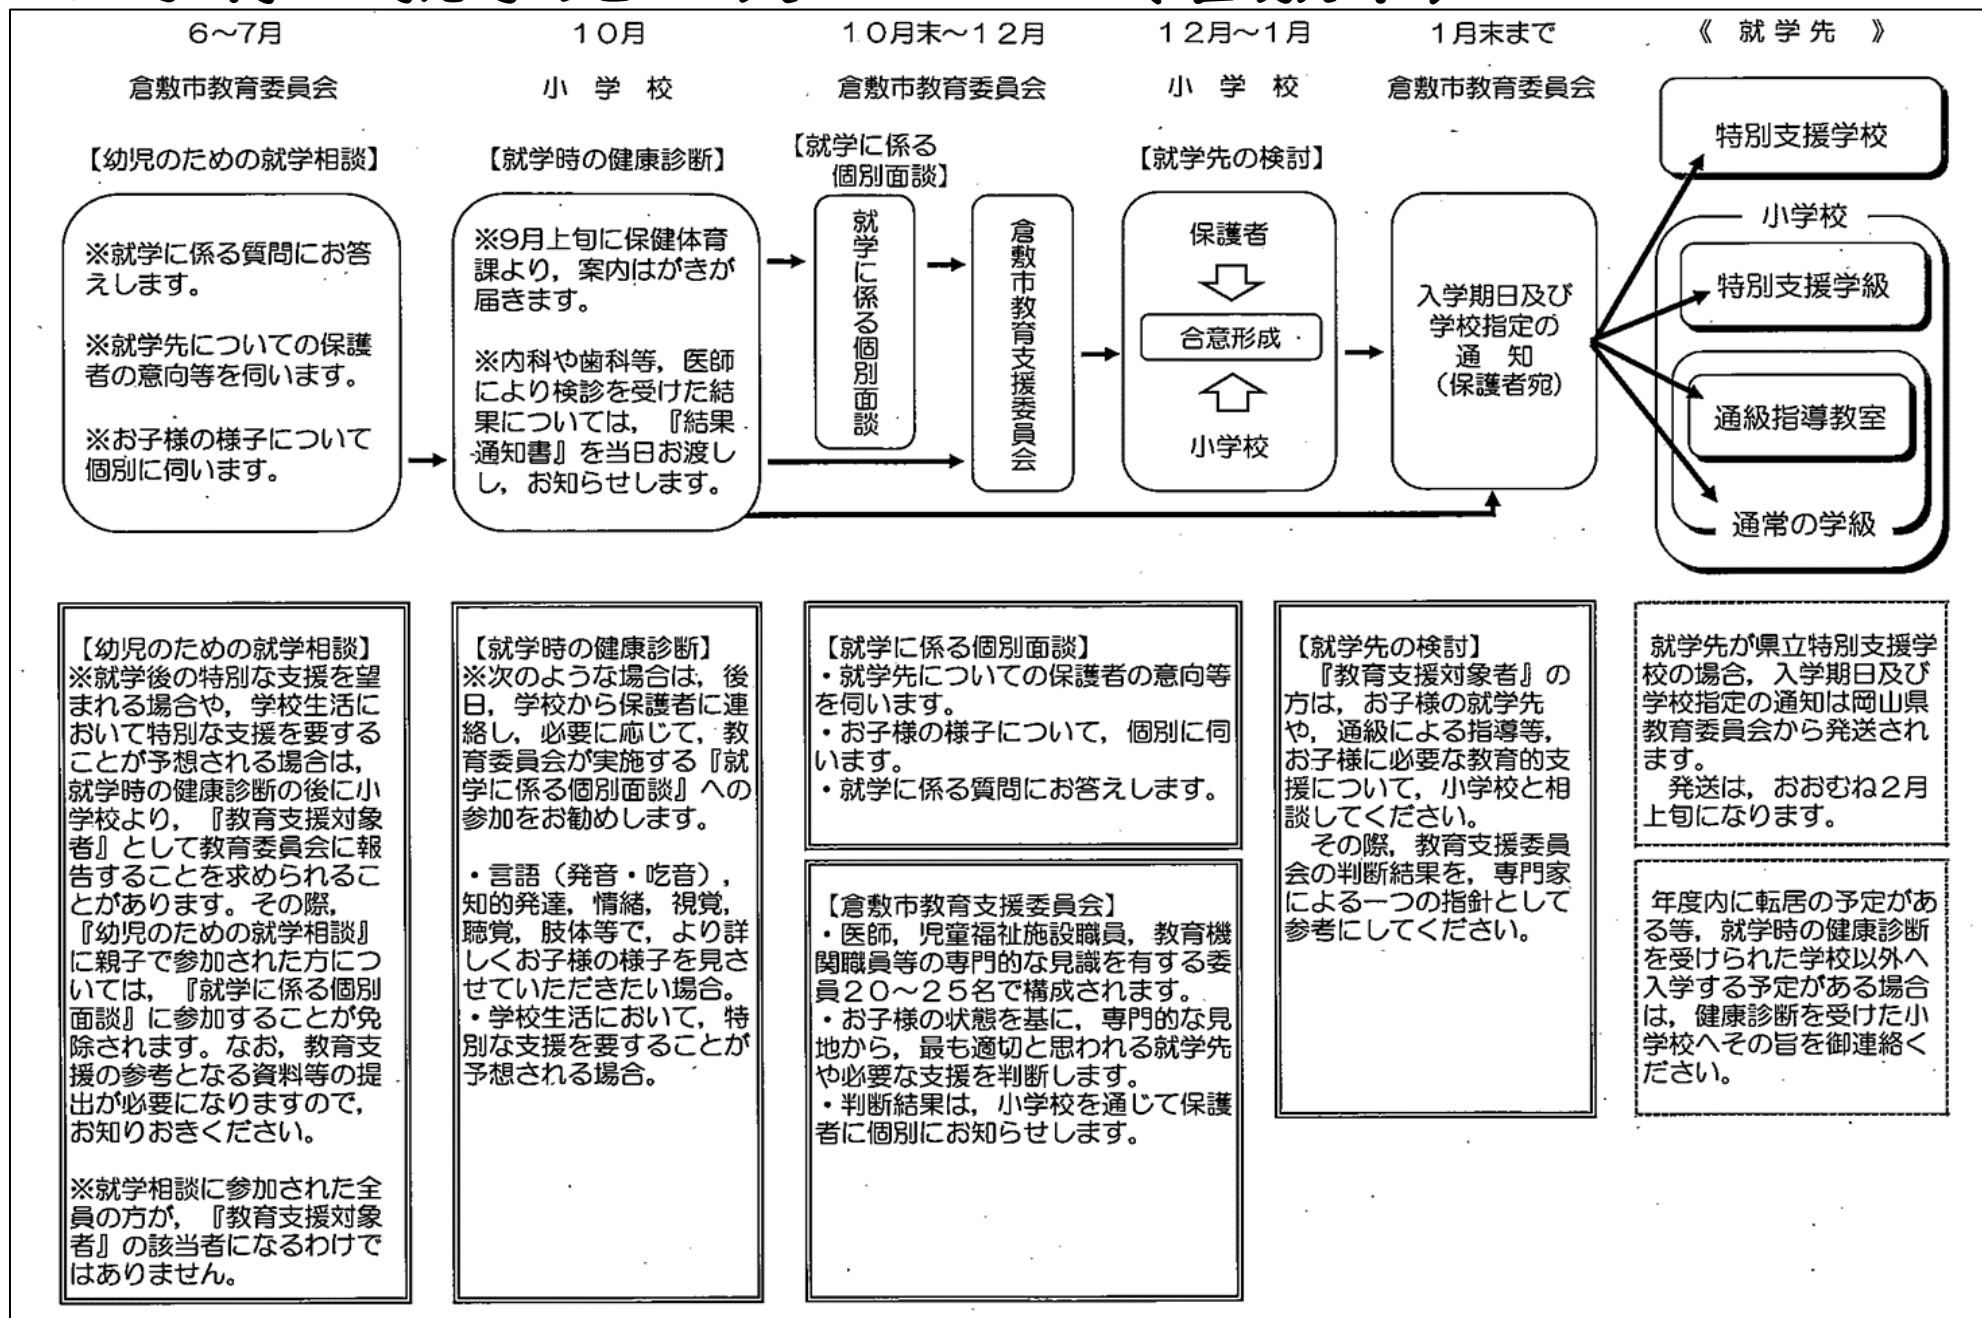 6～7月
倉敷市教育委員会
【幼児のための就学相談】
※就学に係る質問にお答
えします。
※就学先についての保護
者の意向等を伺います。
※お子様の様子について
個別に伺います。
10月
小 学 校
【就学時の健康診断】
※9月上旬に保健体育
課より，案内はがきが
届きます。
※内科や歯科等，医師
により検診を受けた結
果については，『結果
通知書』を当日お渡し
し，お知らせします。
10月末～12月
倉敷市教育委員会
【就学に係る
個別面談】
就学に係る個別面談
倉敷市教育支援委員会
12月～1月
小 学 校
【就学先の検討】
保護者
合意形成
小学校
1月末まで
倉敷市教育委員会
入学期日及び
学校指定の
通 知
（保護者宛）
《 就学先 》
特別支援学校
小学校
特別支援学級
通級指導教室
通常の学級
【幼児のための就学相談】
※就学後の特別な支援を望
まれる場合や，学校生活に
おいて特別な支援を要する
ことが予想される場合は，
就学時の健康診断の後に小
学校より，『教育支援対象
者』として教育委員会に報
告することを求められるこ
とがあります。その際，
『幼児のための就学相談』
に親子で参加された方につ
いては，『就学に係る個別
面談』に参加することが免
除されます。なお，教育支
援の参考となる資料等の提
出が必要になりますので，
お知りおきください。
※就学相談に参加された全
員の方が，『教育支援対象
者』の該当者になるわけで
はありません。
【就学時の健康診断】
※次のような場合は，後
日，学校から保護者に連
絡し，必要に応じて，教
育委員会が実施する『就
学に係る個別面談』への
参加をお勧めします。
・言語（発音・吃音），
知的発達，情緒，視覚，
聴覚，肢体等で，より詳
しくお子様の様子を見さ
せていただきたい場合。
・学校生活において，特
別な支援を要することが
予想される場合。
【就学に係る個別面談】
・就学先についての保護者の意向等
を伺います。
・お子様の様子について，個別に伺
います。
・就学に係る質問にお答えします。
【倉敷市教育支援委員会】
・医師，児童福祉施設職員，教育機
関職員等の専門的な見識を有する委
員20～25名で構成されます。
・お子様の状態を基に，専門的な見
地から，最も適切と思われる就学先
や必要な支援を判断します。
・判断結果は，小学校を通じて保護
者に個別にお知らせします。
【就学先の検討】
『教育支援対象者』の
方は，お子様の就学先
や，通級による指導等，
お子様に必要な教育的支
援について，小学校と相
談してください。
その際，教育支援委員
会の判断結果を，専門家
による一つの指針として
参考にしてください。
就学先が県立特別支援学
校の場合，入学期日及び
学校指定の通知は岡山県
教育委員会から発送され
ます。
発送は，おおむね2月
上旬になります。
年度内に転居の予定があ
る等，就学時の健康診断
を受けられた学校以外へ
入学する予定がある場合
は，健康診断を受けた小
学校へその旨を御連絡く
ださい。